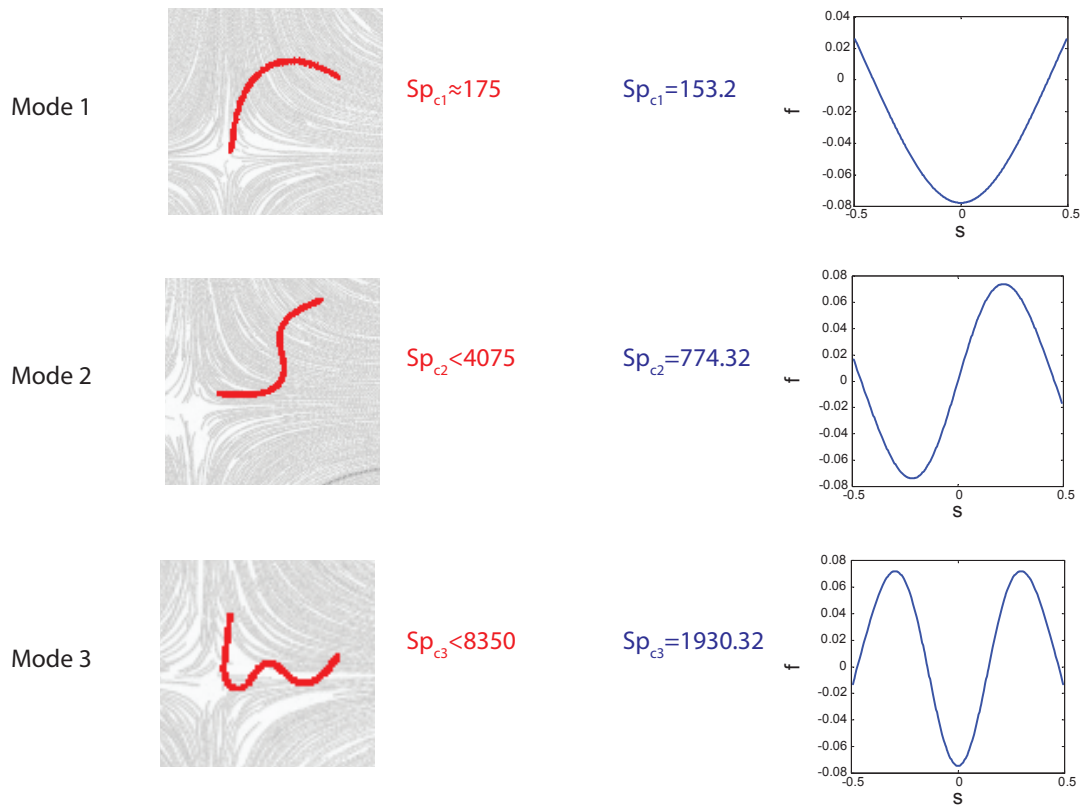 Mode 1
Sp_c1≈175
Sp_c1=153.2
0.04
0.02
0
-0.02
-0.04
-0.06
-0.08
f
-0.5
0
0.5
s
Mode 2
Sp_c2<4075
Sp_c2=774.32
0.08
0.06
0.04
0.02
0
-0.02
-0.04
-0.06
-0.08
f
-0.5
0
0.5
s
Mode 3
Sp_c3<8350
Sp_c3=1930.32
0.08
0.06
0.04
0.02
0
-0.02
-0.04
-0.06
-0.08
f
-0.5
0
0.5
s